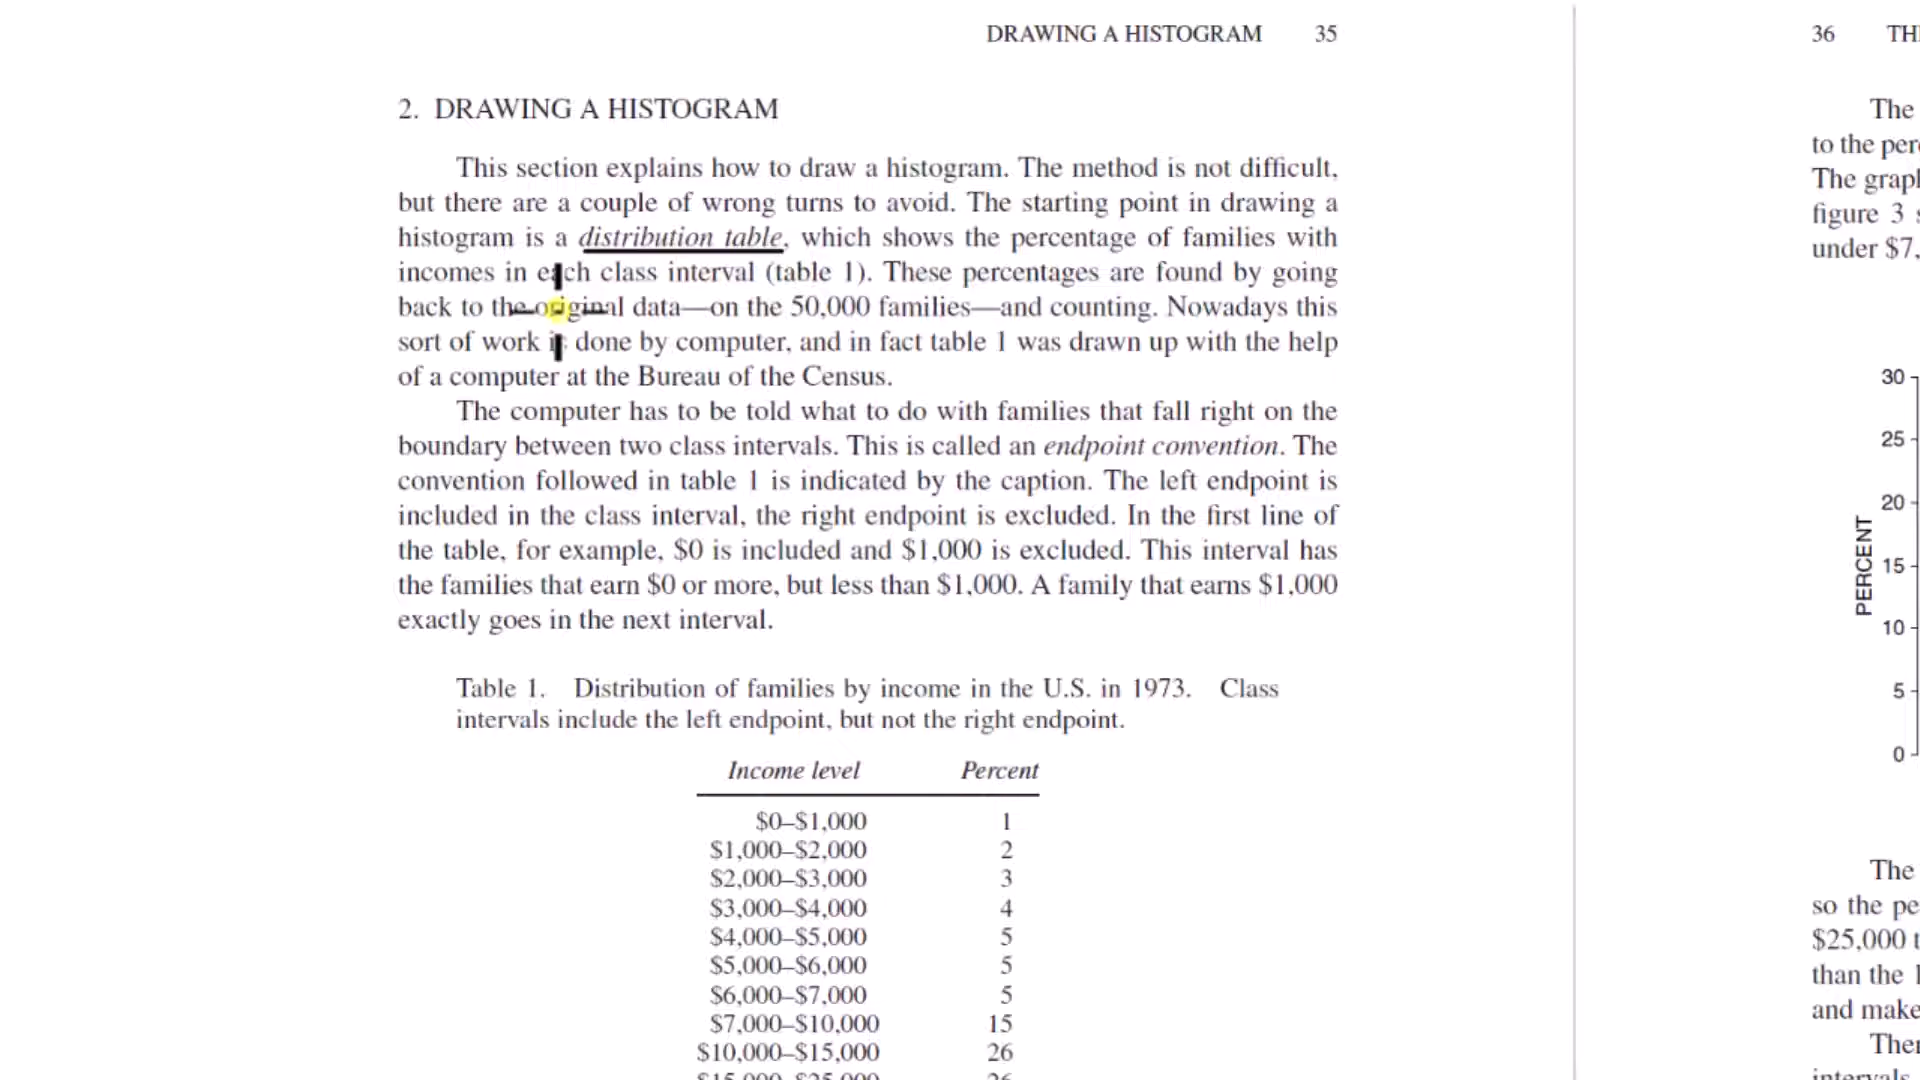 DRAWING A HISTOGRAM 35
2. DRAWING A HISTOGRAM
This section explains how to draw a histogram. The method is not difficult,
but there are a couple of wrong turns to avoid. The starting point in drawing a
histogram is a distribution table, which shows the percentage of families with
incomes in each class interval (table 1). These percentages are found by going
back to the original data—on the 50,000 families—and counting. Nowadays this
sort of work is done by computer, and in fact table 1 was drawn up with the help
of a computer at the Bureau of the Census.
The computer has to be told what to do with families that fall right on the
boundary between two class intervals. This is called an endpoint convention. The
convention followed in table 1 is indicated by the caption. The left endpoint is
included in the class interval, the right endpoint is excluded. In the first line of
the table, for example, $0 is included and $1,000 is excluded. This interval has
the families that earn $0 or more, but less than $1,000. A family that earns $1,000
exactly goes in the next interval.
Table 1. Distribution of families by income in the U.S. in 1973. Class
intervals include the left endpoint, but not the right endpoint.
Income level Percent
$0–$1,000 1
$1,000–$2,000 2
$2,000–$3,000 3
$3,000–$4,000 4
$4,000–$5,000 5
$5,000–$6,000 5
$6,000–$7,000 5
$7,000–$10,000 15
$10,000–$15,000 26
$15,000–$25,000 26
36
The
to the
The
figure 3
under $7,
30
25
20
15
10
5
0
PERCENT
The
so the
$25,000
than the
and make
intervals